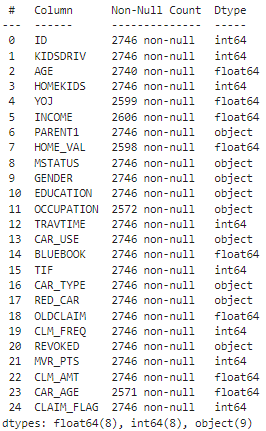 #   Column      Non-Null Count  Dtype
---  ------      --------------  -----
0   ID          2746 non-null   int64
1   KIDSDRIV    2746 non-null   int64
2   AGE         2740 non-null   float64
3   HOMEKIDS    2746 non-null   int64
4   YOJ         2599 non-null   float64
5   INCOME      2606 non-null   float64
6   PARENT1     2746 non-null   object
7   HOME_VAL    2598 non-null   float64
8   MSTATUS     2746 non-null   object
9   GENDER      2746 non-null   object
10  EDUCATION   2746 non-null   object
11  OCCUPATION  2572 non-null   object
12  TRAVTIME    2746 non-null   int64
13  CAR_USE     2746 non-null   object
14  BLUEBOOK    2746 non-null   float64
15  TIF         2746 non-null   int64
16  CAR_TYPE    2746 non-null   object
17  RED_CAR     2746 non-null   object
18  OLDCLAIM    2746 non-null   float64
19  CLM_FREQ    2746 non-null   int64
20  REVOKED     2746 non-null   object
21  MVR_PTS     2746 non-null   int64
22  CLM_AMT     2746 non-null   float64
23  CAR_AGE     2571 non-null   float64
24  CLAIM_FLAG  2746 non-null   int64
dtypes: float64(8), int64(8), object(9)